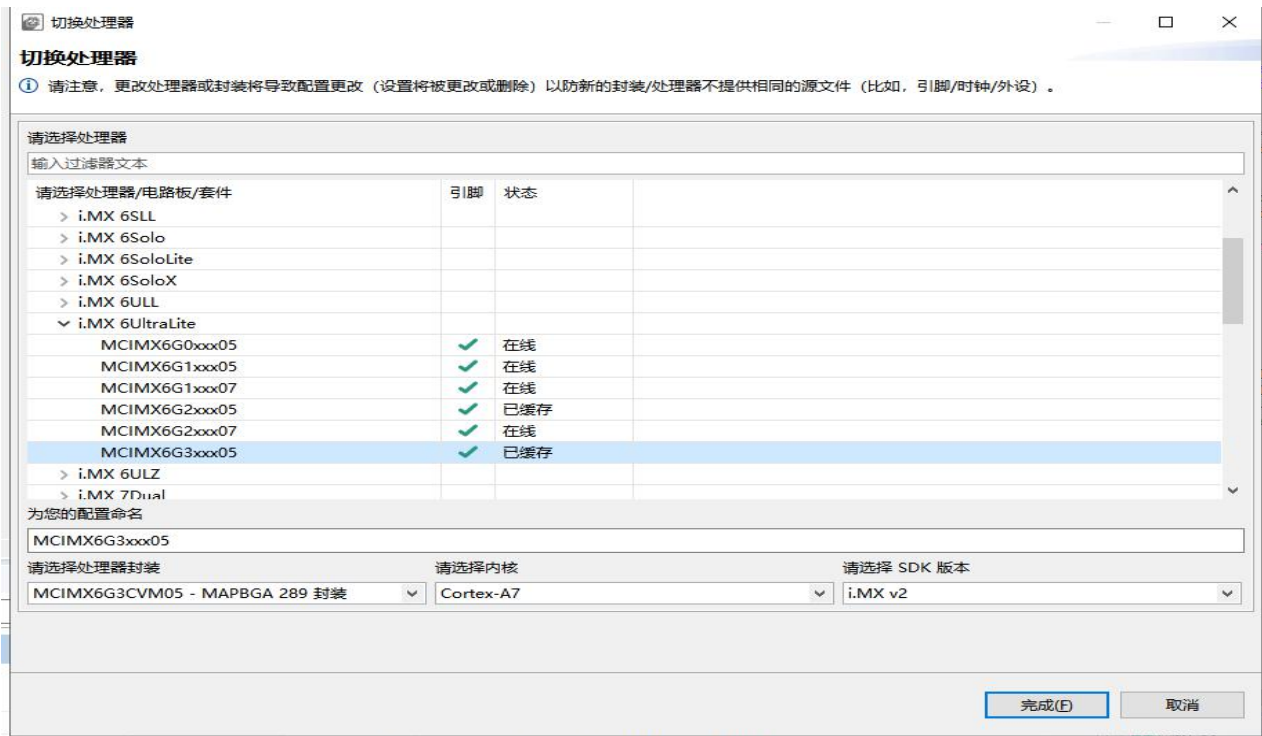 切换处理器
切换处理器
请注意，更改处理器或封装将导致配置更改（设置将被更改或删除）以防新的封装/处理器不提供相同的源文件（比如，引脚/时钟/外设）。
请选择处理器
输入过滤器文本
请选择处理器/电路板/套件 引脚 状态
i.MX 6SLL
i.MX 6Solo
i.MX 6SoloLite
i.MX 6SoloX
i.MX 6ULL
i.MX 6UltraLite
MCIMX6G0xxx05 在线
MCIMX6G1xxx05 在线
MCIMX6G1xxx07 在线
MCIMX6G2xxx05 已缓存
MCIMX6G2xxx07 在线
MCIMX6G3xxx05 已缓存
i.MX 6ULZ
i.MX 7Dual
为您的配置命名
MCIMX6G3xxx05
请选择处理器封装 请选择内核 请选择 SDK 版本
MCIMX6G3CVM05 - MAPBGA 289 封装 Cortex-A7 i.MX v2
完成(F) 取消